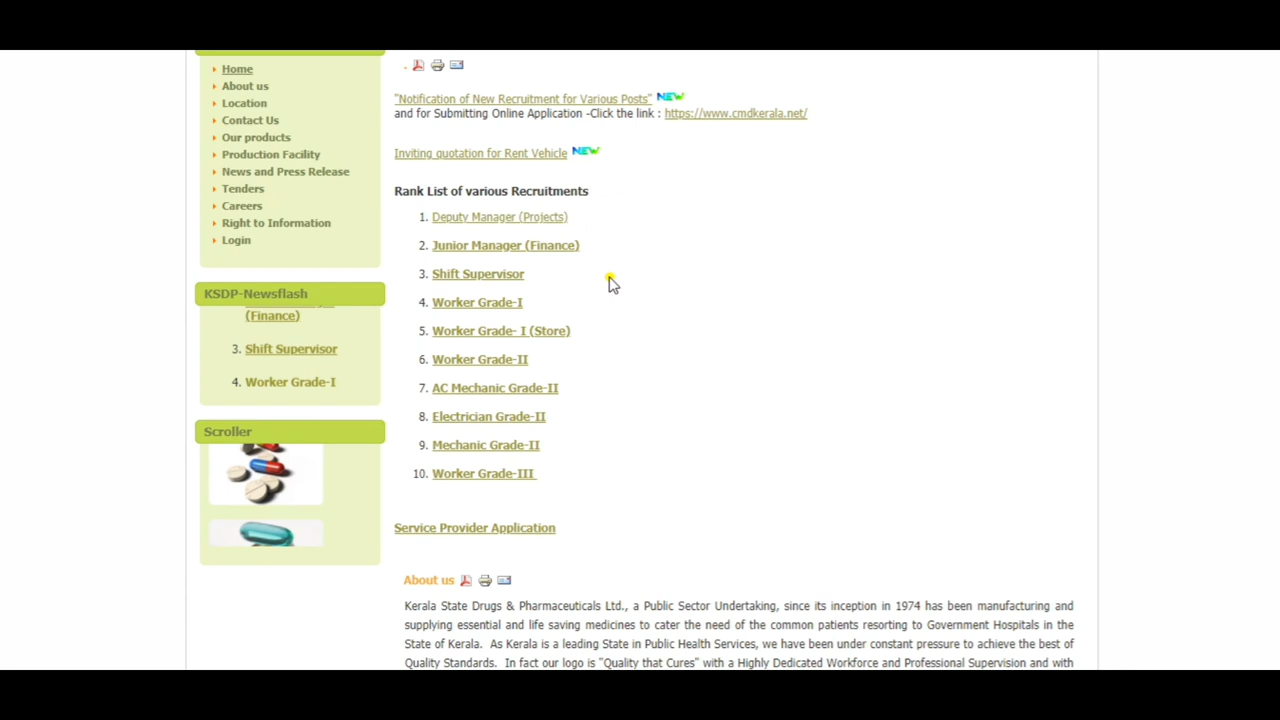 Home
About us
Location
Contact Us
Our products
Production Facility
News and Press Release
Tenders
Careers
Right to Information
Login
KSDP-Newsflash
(Finance)
3. Shift Supervisor
4. Worker Grade-I
Scroller
"Notification of New Recruitment for Various Posts" NEW
and for Submitting Online Application -Click the link : https://www.cmdkerala.net/
Inviting quotation for Rent Vehicle NEW
Rank List of various Recruitments
1. Deputy Manager (Projects)
2. Junior Manager (Finance)
3. Shift Supervisor
4. Worker Grade-I
5. Worker Grade- I (Store)
6. Worker Grade-II
7. AC Mechanic Grade-II
8. Electrician Grade-II
9. Mechanic Grade-II
10. Worker Grade-III
Service Provider Application
About us
Kerala State Drugs & Pharmaceuticals Ltd., a Public Sector Undertaking, since its inception in 1974 has been manufacturing and
supplying essential and life saving medicines to cater the need of the common patients resorting to Government Hospitals in the
State of Kerala. As Kerala is a leading State in Public Health Services, we have been under constant pressure to achieve the best of
Quality Standards. In fact our logo is "Quality that Cures" with a Highly Dedicated Workforce and Professional Supervision and with